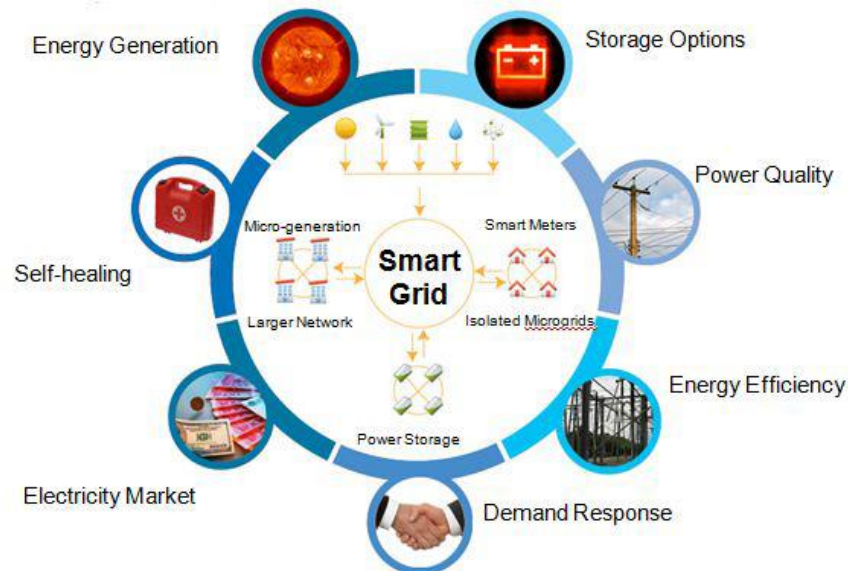 Energy Generation
Storage Options
Power Quality
Self-healing
Micro-generation
Smart Meters
Smart
Grid
Larger Network
Isolated Microgrids
Power Storage
Energy Efficiency
Electricity Market
Demand Response